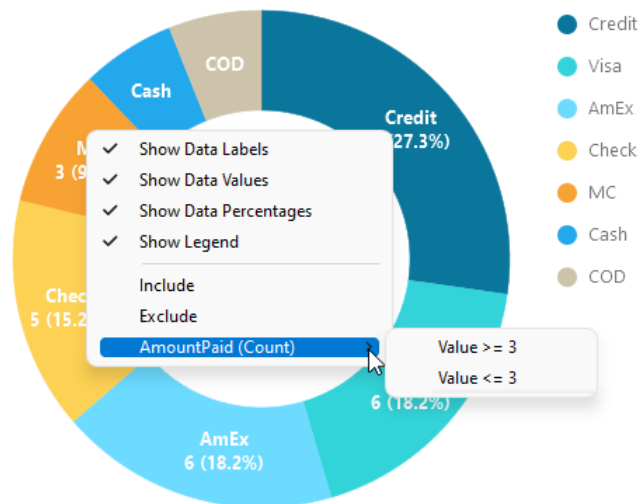 COD
Cash
Credit
27.3%)
3 (9
Chec
5 (15.2
AmEx
6 (18.2%)
6 (18.2%)
Show Data Labels
Show Data Values
Show Data Percentages
Show Legend
Include
Exclude
AmountPaid (Count)
Value >= 3
Value <= 3
Credit
Visa
AmEx
Check
MC
Cash
COD